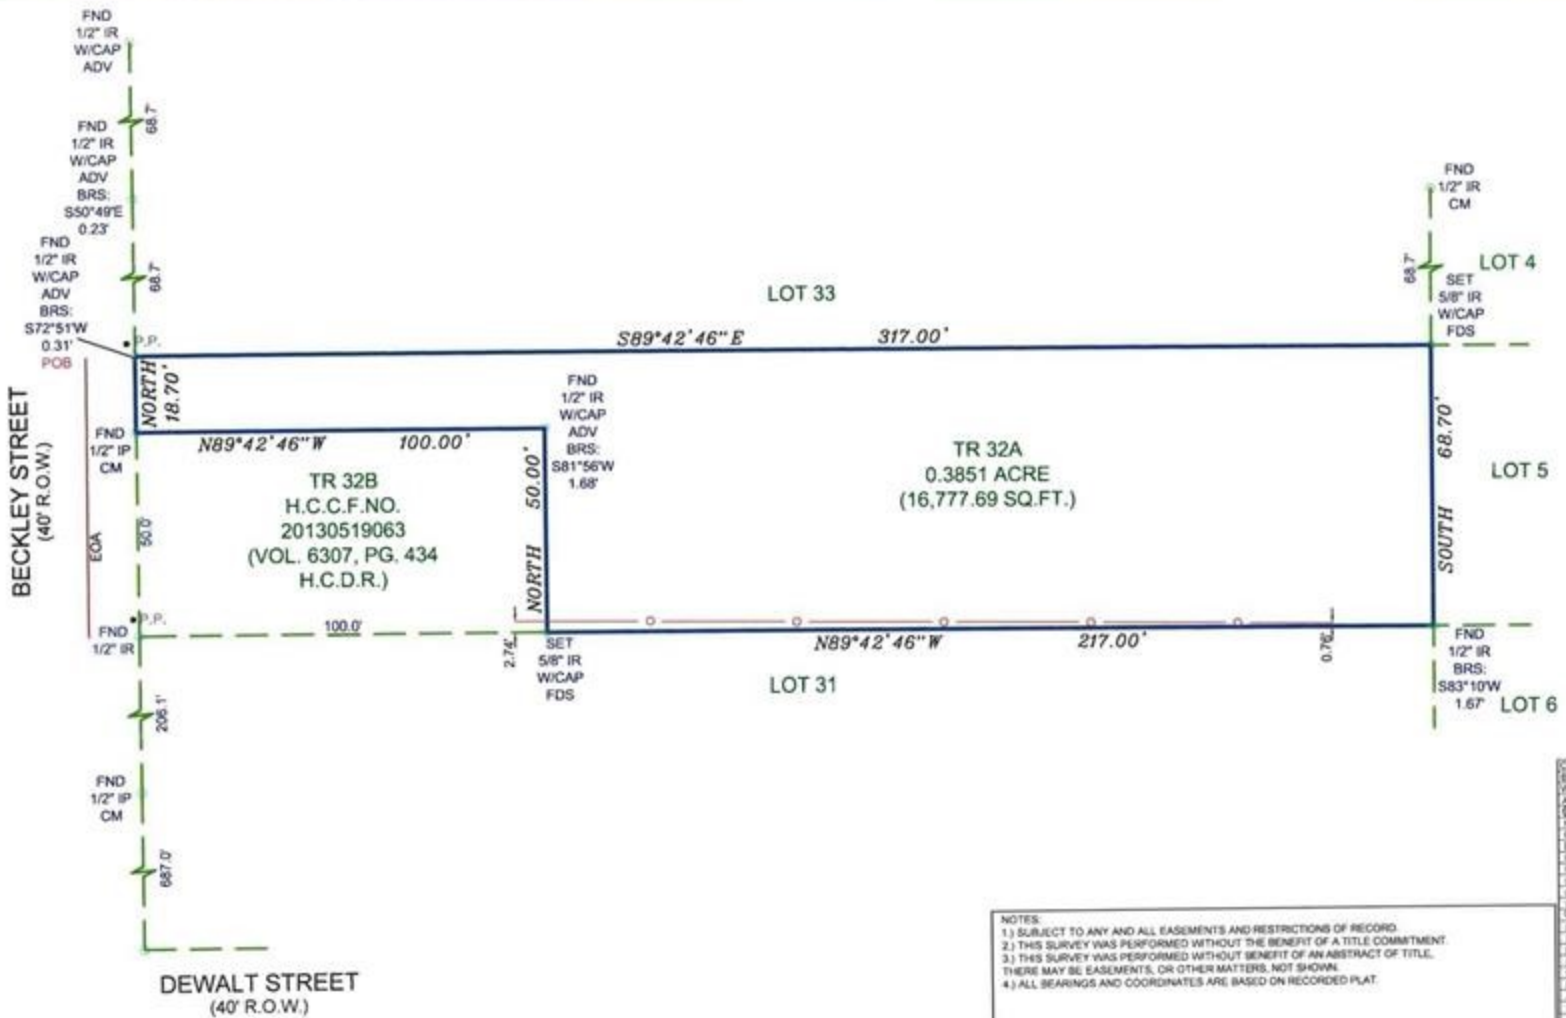 FND
1/2" IR
W/CAP
ADV
68.7'
FND
1/2" IR
W/CAP
ADV
BRS:
S50°49'E
0.23'
68.7'
FND
1/2" IR
W/CAP
ADV
BRS:
S72°51'W
0.31'
P.P.
POB
FND
1/2" IR
CM
68.7'
LOT 4
SET
5/8" IR
W/CAP
FDS
LOT 33
S89°42'46"E 317.00'
NORTH
18.70'
BECKLEY STREET
(40' R.O.W.)
EOA
FND
1/2" IP
CM
N89°42'46"W 100.00'
FND
1/2" IR
W/CAP
ADV
BRS:
S81°56'W
1.68'
TR 32B
H.C.C.F.NO.
20130519063
(VOL. 6307, PG. 434
H.C.D.R.)
50.0'
NORTH 50.00'
TR 32A
0.3851 ACRE
(16,777.69 SQ.FT.)
SOUTH 68.70'
LOT 5
P.P.
FND
1/2" IR
100.0'
2.74'
SET
5/8" IR
W/CAP
FDS
N89°42'46"W 217.00'
0.76'
LOT 31
FND
1/2" IR
BRS:
S83°10'W
1.67'
LOT 6
206.1'
FND
1/2" IP
CM
687.0'
DEWALT STREET
(40' R.O.W.)
NOTES:
1.) SUBJECT TO ANY AND ALL EASEMENTS AND RESTRICTIONS OF RECORD.
2.) THIS SURVEY WAS PERFORMED WITHOUT THE BENEFIT OF A TITLE COMMITMENT.
3.) THIS SURVEY WAS PERFORMED WITHOUT BENEFIT OF AN ABSTRACT OF TITLE,
THERE MAY BE EASEMENTS, OR OTHER MATTERS, NOT SHOWN.
4.) ALL BEARINGS AND COORDINATES ARE BASED ON RECORDED PLAT.